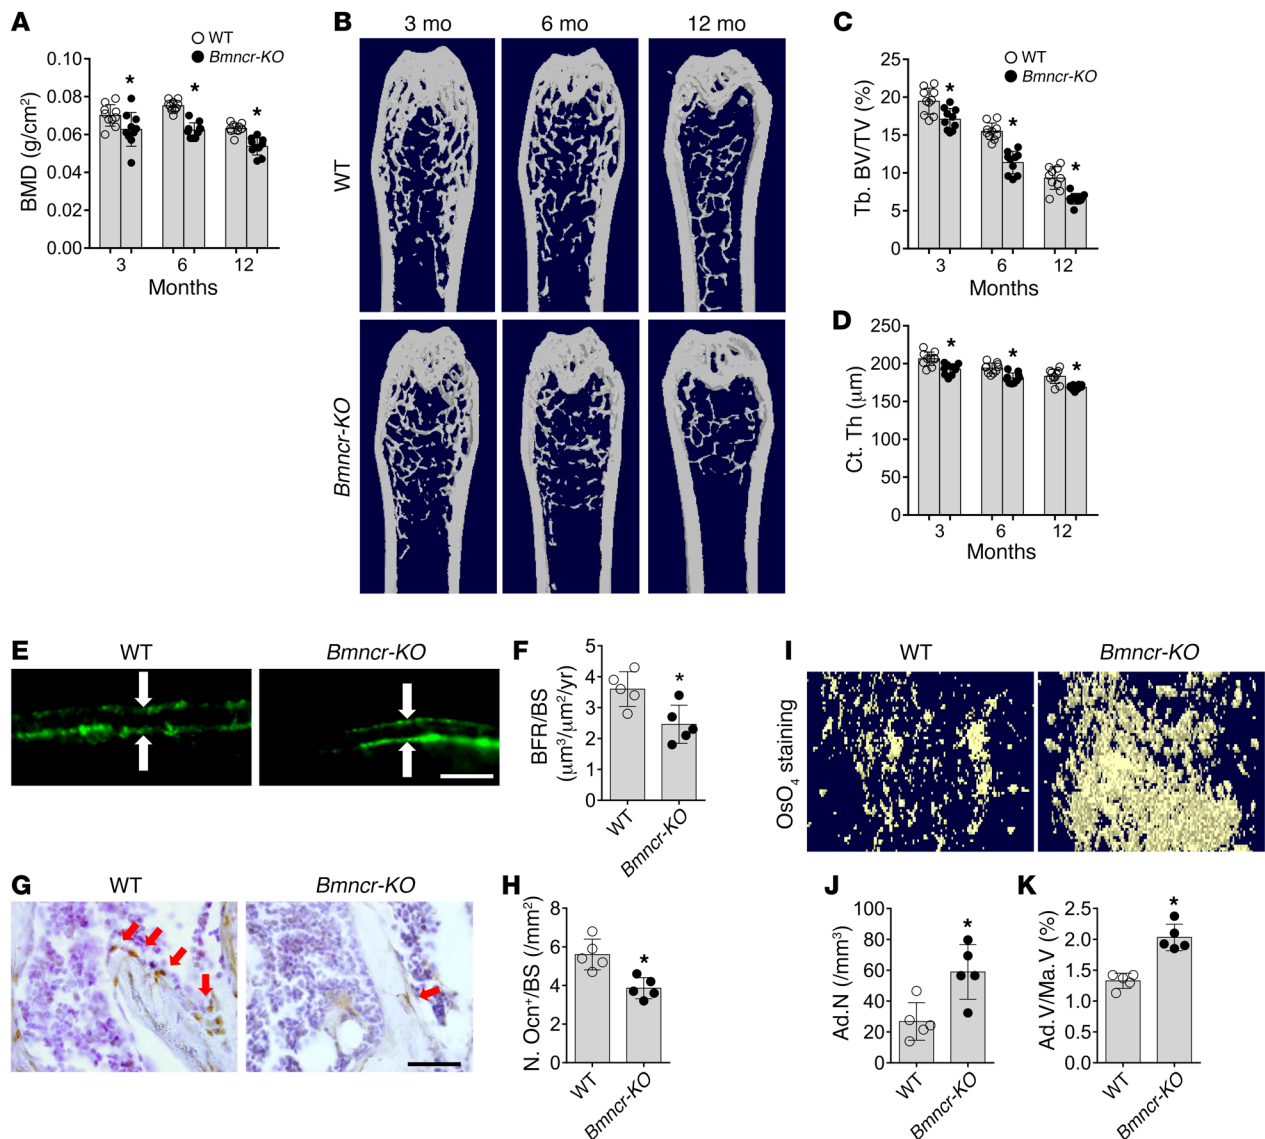 A
WT
Bmncr-KO
BMD (g/cm²)
0.10
0.08
0.06
0.04
0.02
0.00
*
*
*
3
6
12
Months
B
3 mo
6 mo
12 mo
WT
Bmncr-KO
C
WT
Bmncr-KO
Tb. BV/TV (%)
25
20
15
10
5
0
*
*
*
3
6
12
Months
D
Ct. Th (μm)
250
200
150
100
50
0
*
*
*
3
6
12
Months
E
WT
Bmncr-KO
F
BFR/BS
(μm³/μm²/yr)
5
4
3
2
1
0
*
WT
Bmncr-KO
G
WT
Bmncr-KO
H
N. Ocn⁺/BS (/mm²)
8
6
4
2
0
*
WT
Bmncr-KO
I
WT
Bmncr-KO
OsO₄ staining
J
Ad.N (/mm³)
100
80
60
40
20
0
*
WT
Bmncr-KO
K
Ad.V/Ma.V (%)
2.5
2.0
1.5
1.0
0.5
0.0
*
WT
Bmncr-KO